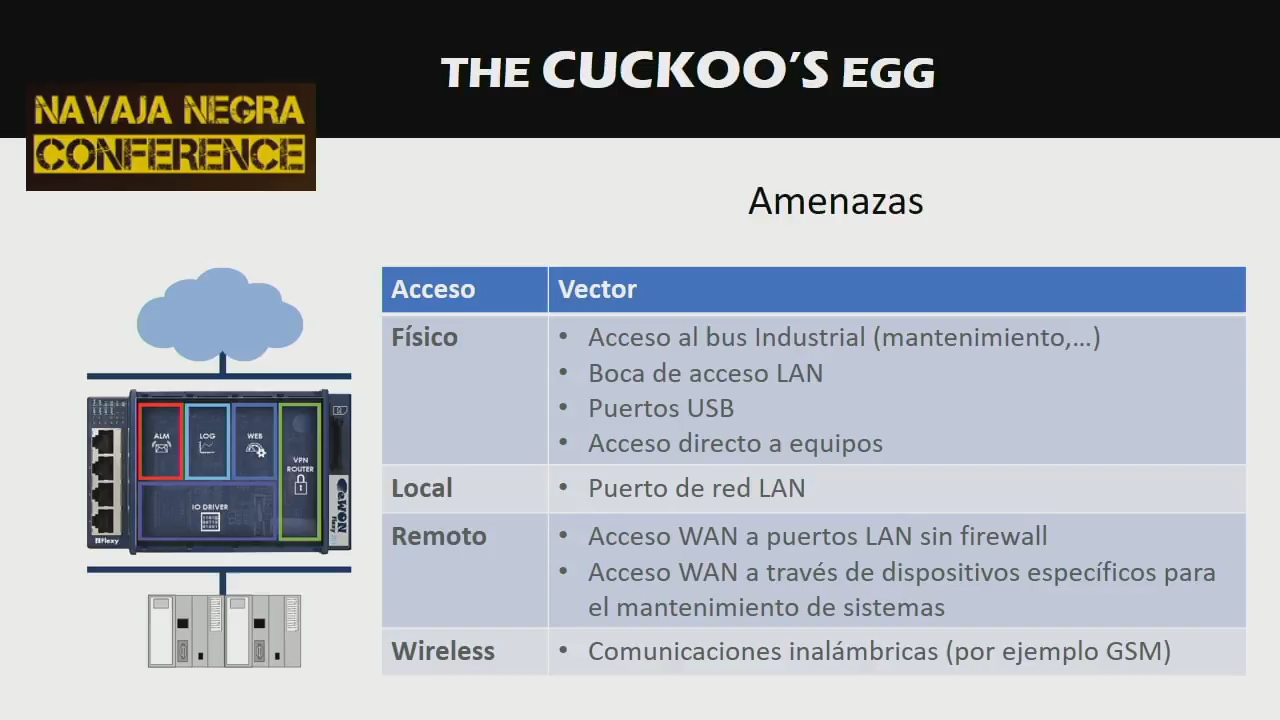 THE CUCKOO'S EGG
NAVAJA NEGRA
CONFERENCE
Amenazas
Acceso
Vector
Físico
• Acceso al bus Industrial (mantenimiento,...)
• Boca de acceso LAN
• Puertos USB
• Acceso directo a equipos
Local
• Puerto de red LAN
Remoto
• Acceso WAN a puertos LAN sin firewall
• Acceso WAN a través de dispositivos específicos para
el mantenimiento de sistemas
Wireless
• Comunicaciones inalámbricas (por ejemplo GSM)
ALM
LOG
WEB
VPN
ROUTER
IO DRIVER
eWON
Flexy
Flexy